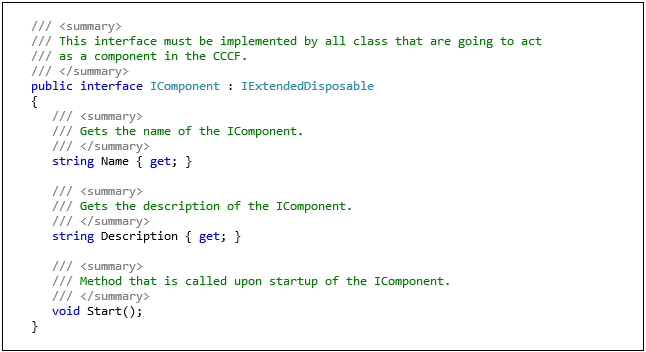 /// <summary>
/// This interface must be implemented by all class that are going to act
/// as a component in the CCCF.
/// </summary>
public interface IComponent : IExtendedDisposable
{
/// <summary>
/// Gets the name of the IComponent.
/// </summary>
string Name { get; }
/// <summary>
/// Gets the description of the IComponent.
/// </summary>
string Description { get; }
/// <summary>
/// Method that is called upon startup of the IComponent.
/// </summary>
void Start();
}